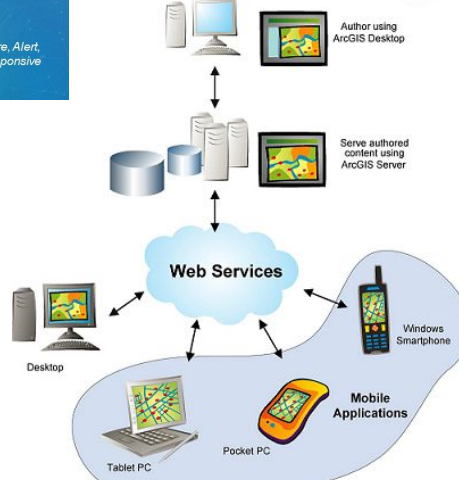 re, Alert,
sponsive
Author using
ArcGIS Desktop
Serve authored
content using
ArcGIS Server
Web Services
Desktop
Windows
Smartphone
Mobile
Applications
Tablet PC
Pocket PC